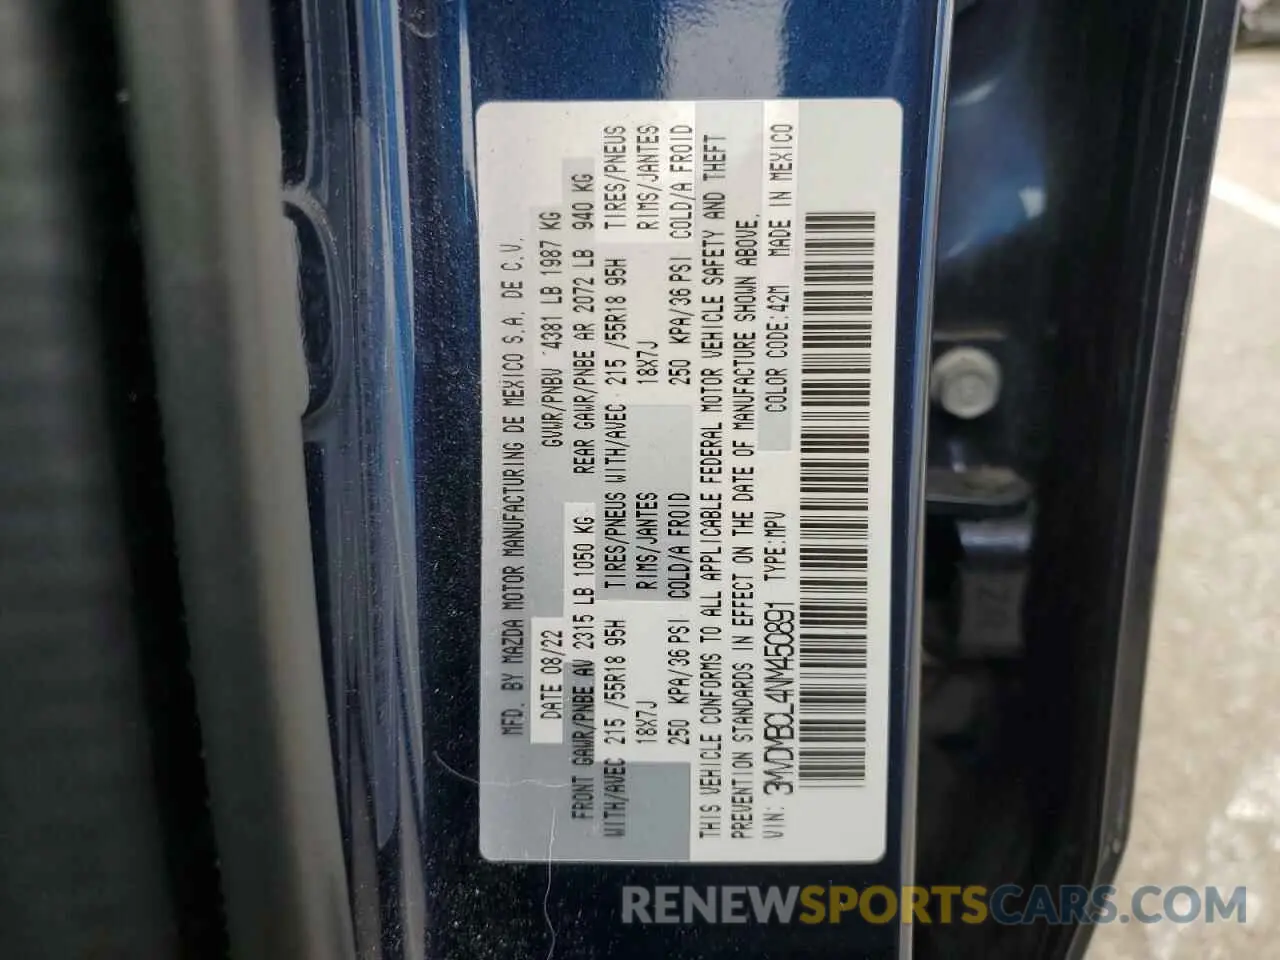 MFD. BY MAZDA MOTOR MANUFACTURING DE MEXICO S.A. DE C.V.
DATE 08/22 GVWR/PNBV 4381 LB 1987 KG
FRONT GAWR/PNBE AV 2315 LB 1050 KG REAR GAWR/PNBE AR 2072 LB 940 KG
WITH/AVEC 215 /55R18 95H TIRES/PNEUS WITH/AVEC 215 /55R18 95H TIRES/PNEUS
18X7J RIMS/JANTES 18X7J RIMS/JANTES
250 KPA/36 PSI COLD/A FROID 250 KPA/36 PSI COLD/A FROID
THIS VEHICLE CONFORMS TO ALL APPLICABLE FEDERAL MOTOR VEHICLE SAFETY AND THEFT
PREVENTION STANDARDS IN EFFECT ON THE DATE OF MANUFACTURE SHOWN ABOVE.
VIN: 3MVDMBCL4NM450891 TYPE:MPV COLOR CODE:42M MADE IN MEXICO
RENEWSPORTSCARS.COM